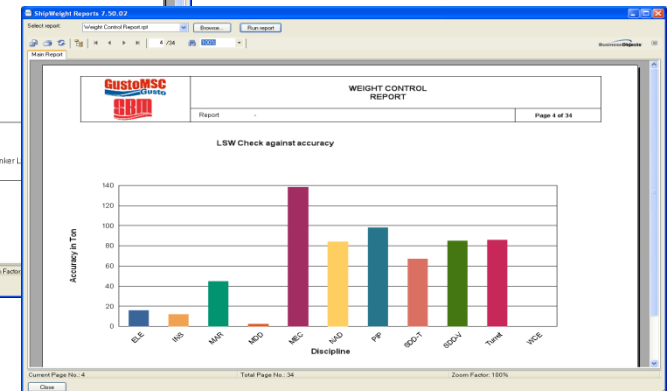 ShipWeight Reports 7.50.02
Select report: Weight Control Report.rpt Browse... Run report
4 /34 100%
BusinessObjects
Main Report
GustoMSC
Gusto
SBM
WEIGHT CONTROL
REPORT
Report -
Page 4 of 34
LSW Check against accuracy
Accuracy in Ton
140
120
100
80
60
40
20
0
ELE INS MAR MDD MEC NAD PIP SDD-T SDD-V Turret WCE
Discipline
Current Page No.: 4 Total Page No.: 34 Zoom Factor: 100%
Close
nker L
Factor